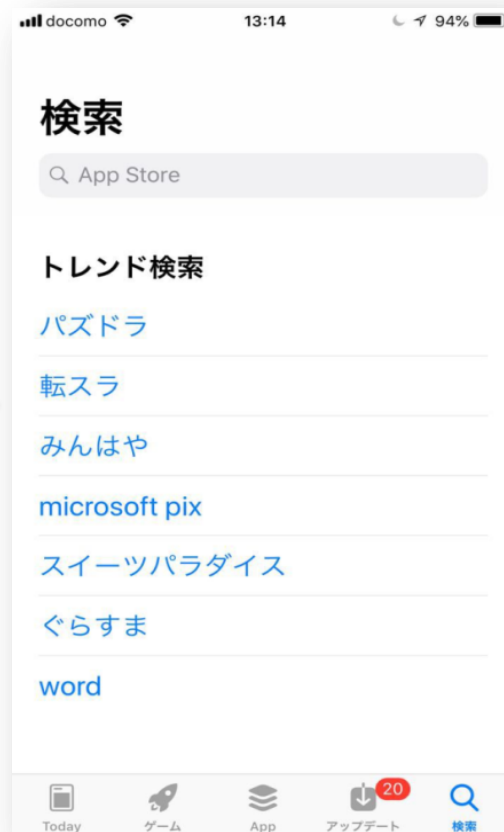 docomo 13:14 94%
検索
App Store
トレンド検索
パズドラ
転スラ
みんはや
microsoft pix
スイーツパラダイス
ぐらすま
word
20
Today ゲーム App アップデート 検索